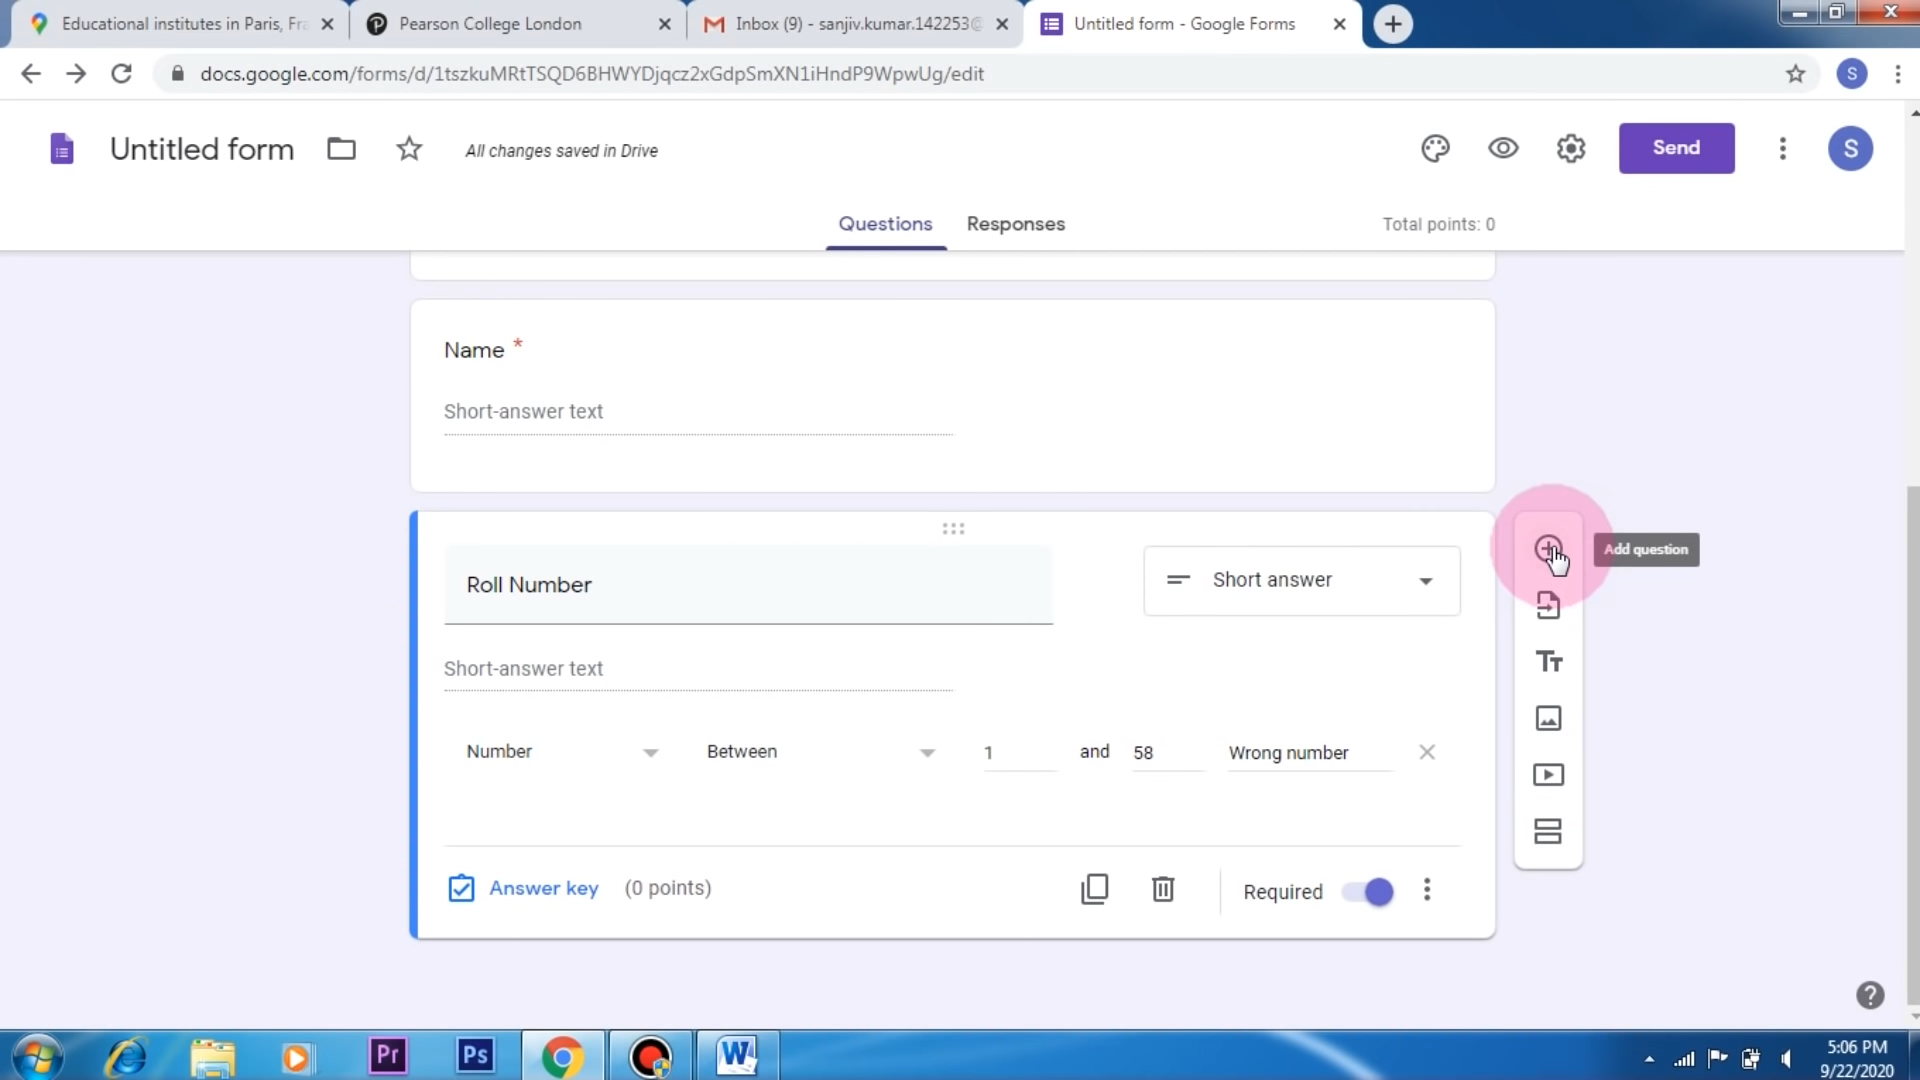 Educational institutes in Paris, Fra
Pearson College London
Inbox (9) - sanjiv.kumar.142253@
Untitled form - Google Forms
docs.google.com/forms/d/1tszkuMRtTSQD6BHWYDjqcz2xGdpSmXN1iHndP9WpwUg/edit
S
Untitled form
All changes saved in Drive
Send
S
Questions
Responses
Total points: 0
Name *
Short-answer text
Roll Number
Short answer
Add question
Tт
Short-answer text
Number
Between
1
and
58
Wrong number
Answer key
(0 points)
Required
Pr
Ps
W
5:06 PM
9/22/2020